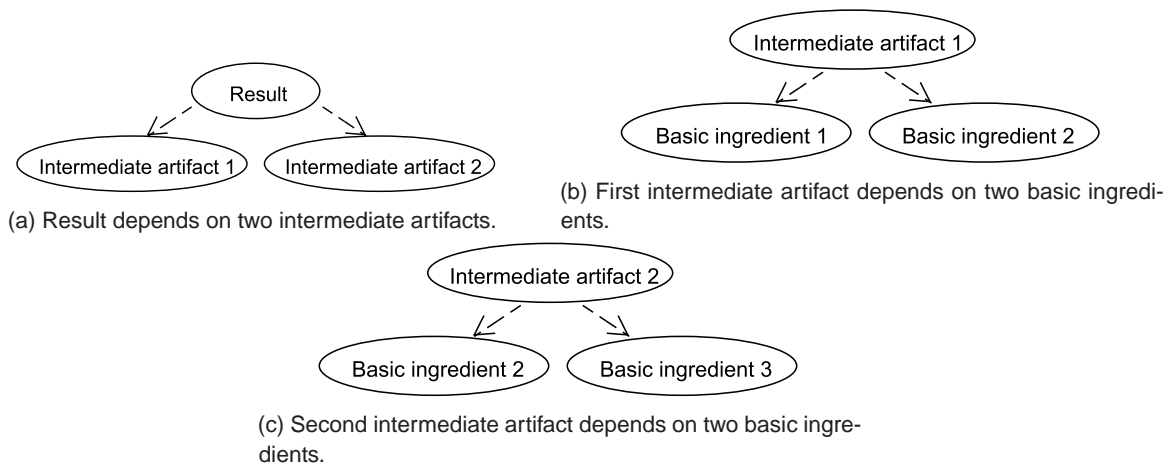 Result
Intermediate artifact 1
Intermediate artifact 2
(a) Result depends on two intermediate artifacts.
Intermediate artifact 1
Basic ingredient 1
Basic ingredient 2
(b) First intermediate artifact depends on two basic ingredi-
ents.
Intermediate artifact 2
Basic ingredient 2
Basic ingredient 3
(c) Second intermediate artifact depends on two basic ingre-
dients.